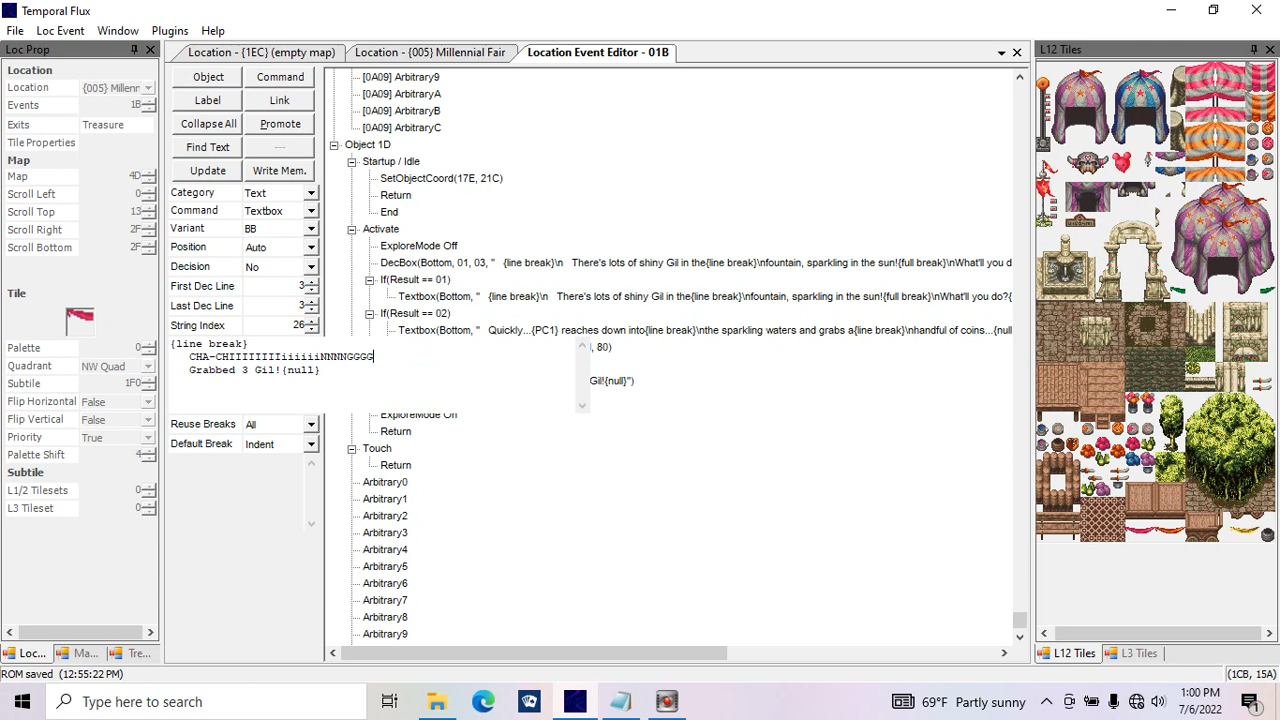 Temporal Flux
File Loc Event Window Plugins Help
Loc Prop
Location - {1EC} (empty map) Location - {005} Millennial Fair Location Event Editor - 01B
L12 Tiles
Location
Location {005} Millenr
Events 1B
Exits Treasure
Tile Properties
Map
Map 4D
Scroll Left 0
Scroll Top 13
Scroll Right 2F
Scroll Bottom 2F
Tile
Palette 0
Quadrant NW Quad
Subtile 1F0
Flip Horizontal False
Flip Vertical False
Priority True
Palette Shift 4
Subtile
L1/2 Tilesets 0
L3 Tileset 0
Loc... Ma... Tre...
Object Command
Label Link
Collapse All Promote
Find Text ---
Update Write Mem.
Category Text
Command Textbox
Variant BB
Position Auto
Decision No
First Dec Line 3
Last Dec Line 3
String Index 26
{line break}
CHA-CHIIIIIIIIiiiiiiNNNNGGGG
Grabbed 3 Gil!{null}
Reuse Breaks All
Default Break Indent
[0A09] Arbitrary9
[0A09] ArbitraryA
[0A09] ArbitraryB
[0A09] ArbitraryC
Object 1D
Startup / Idle
SetObjectCoord(17E, 21C)
Return
End
Activate
ExploreMode Off
DecBox(Bottom, 01, 03, " {line break}\n There's lots of shiny Gil in the{line break}\nfountain, sparkling in the sun!{full break}\nWhat'll you d
If(Result == 01)
Textbox(Bottom, " {line break}\n There's lots of shiny Gil in the{line break}\nfountain, sparkling in the sun!{full break}\nWhat'll you do?{
If(Result == 02)
Textbox(Bottom, " Quickly...{PC1} reaches down into{line break}\nthe sparkling waters and grabs a{line break}\nhandful of coins...{null
, 80)
Gil!{null}")
ExploreMode On
Return
Touch
Return
Arbitrary0
Arbitrary1
Arbitrary2
Arbitrary3
Arbitrary4
Arbitrary5
Arbitrary6
Arbitrary7
Arbitrary8
Arbitrary9
L12 Tiles L3 Tiles
ROM saved (12:55:22 PM)
(1CB, 15A)
Type here to search
69°F Partly sunny
1:00 PM
7/6/2022